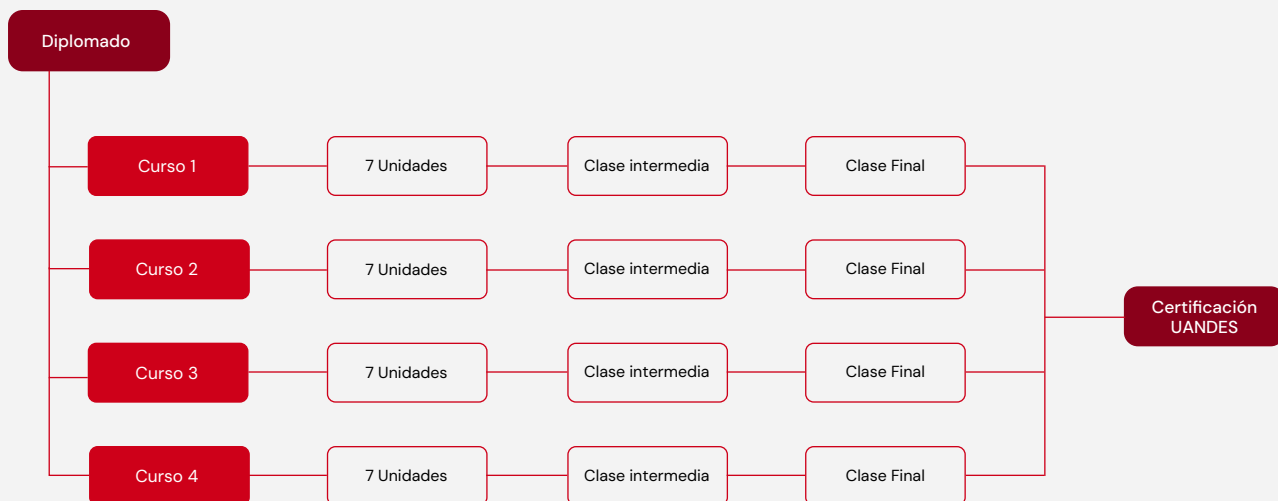 Diplomado
Curso 1
7 Unidades
Clase intermedia
Clase Final
Curso 2
7 Unidades
Clase intermedia
Clase Final
Certificación
UANDES
Curso 3
7 Unidades
Clase intermedia
Clase Final
Curso 4
7 Unidades
Clase intermedia
Clase Final